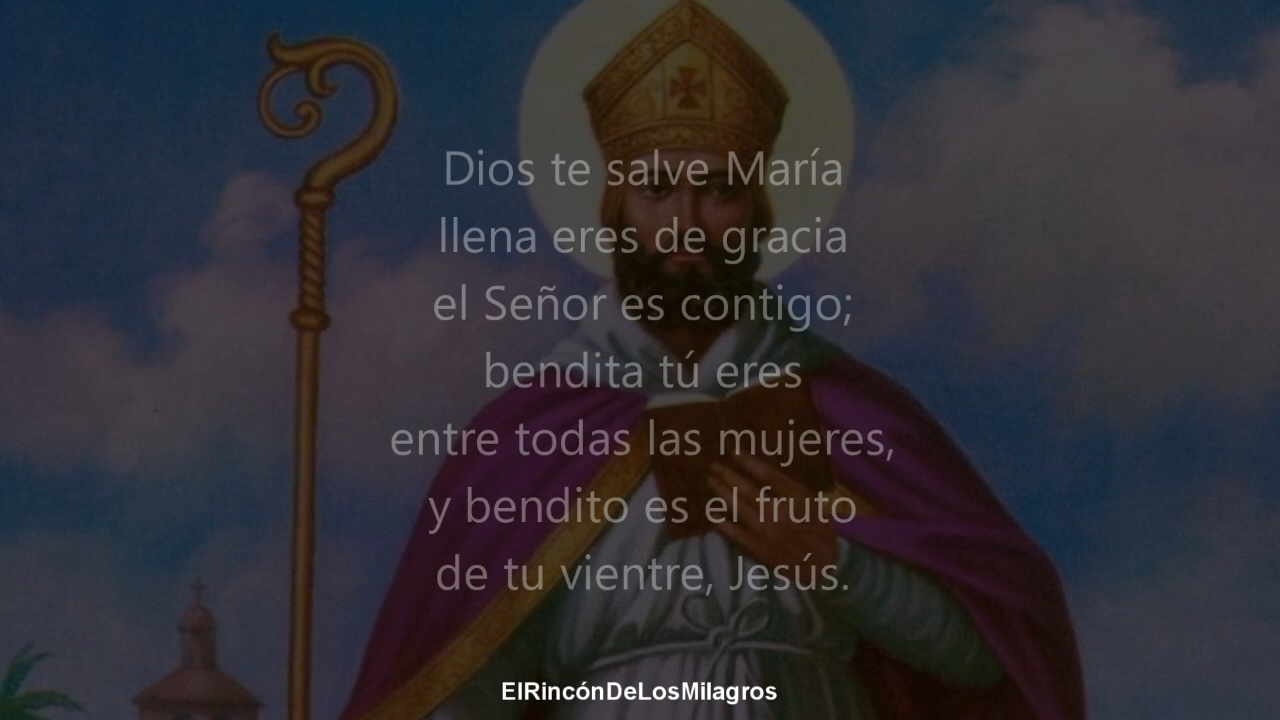 Dios te salve María
llena eres de gracia
el Señor es contigo;
bendita tú eres
entre todas las mujeres,
y bendito es el fruto
de tu vientre, Jesús.
ElRincónDeLosMilagros